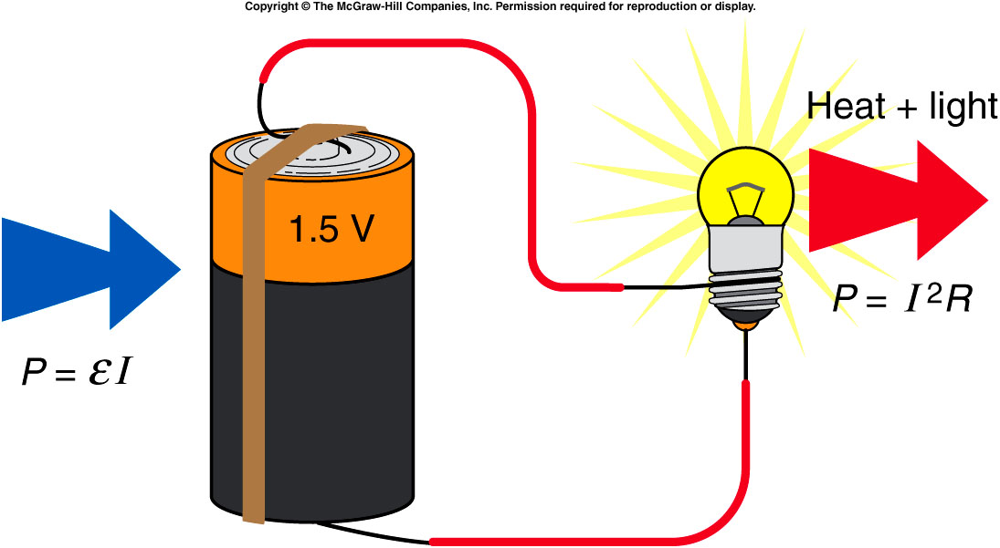 Copyright © The McGraw-Hill Companies, Inc. Permission required for reproduction or display.
Heat + light
1.5 V
P = I²R
P = ℰI